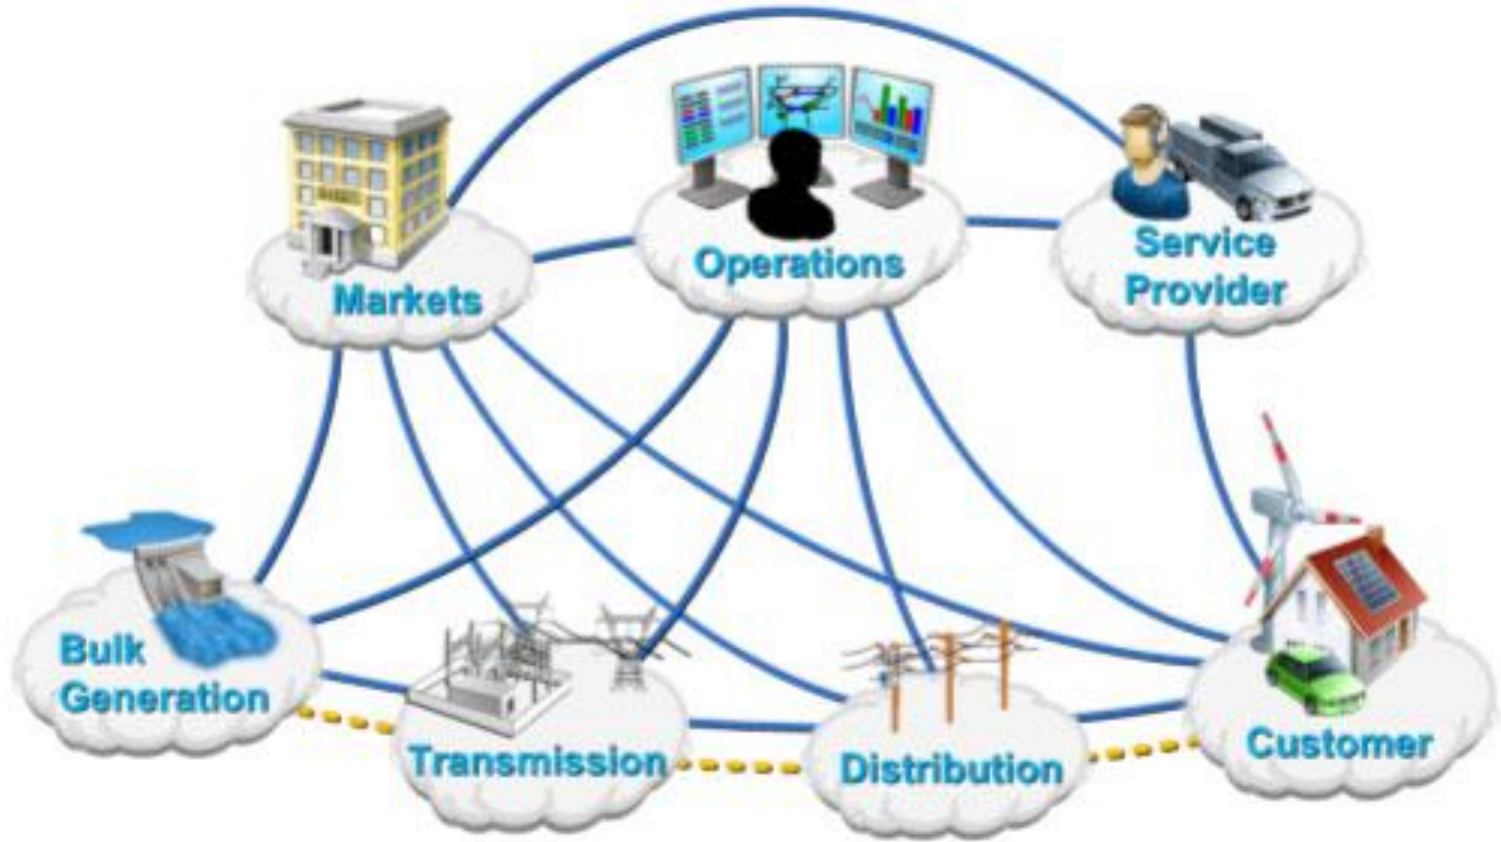 Markets
Operations
Service
Provider
Bulk
Generation
Transmission
Distribution
Customer